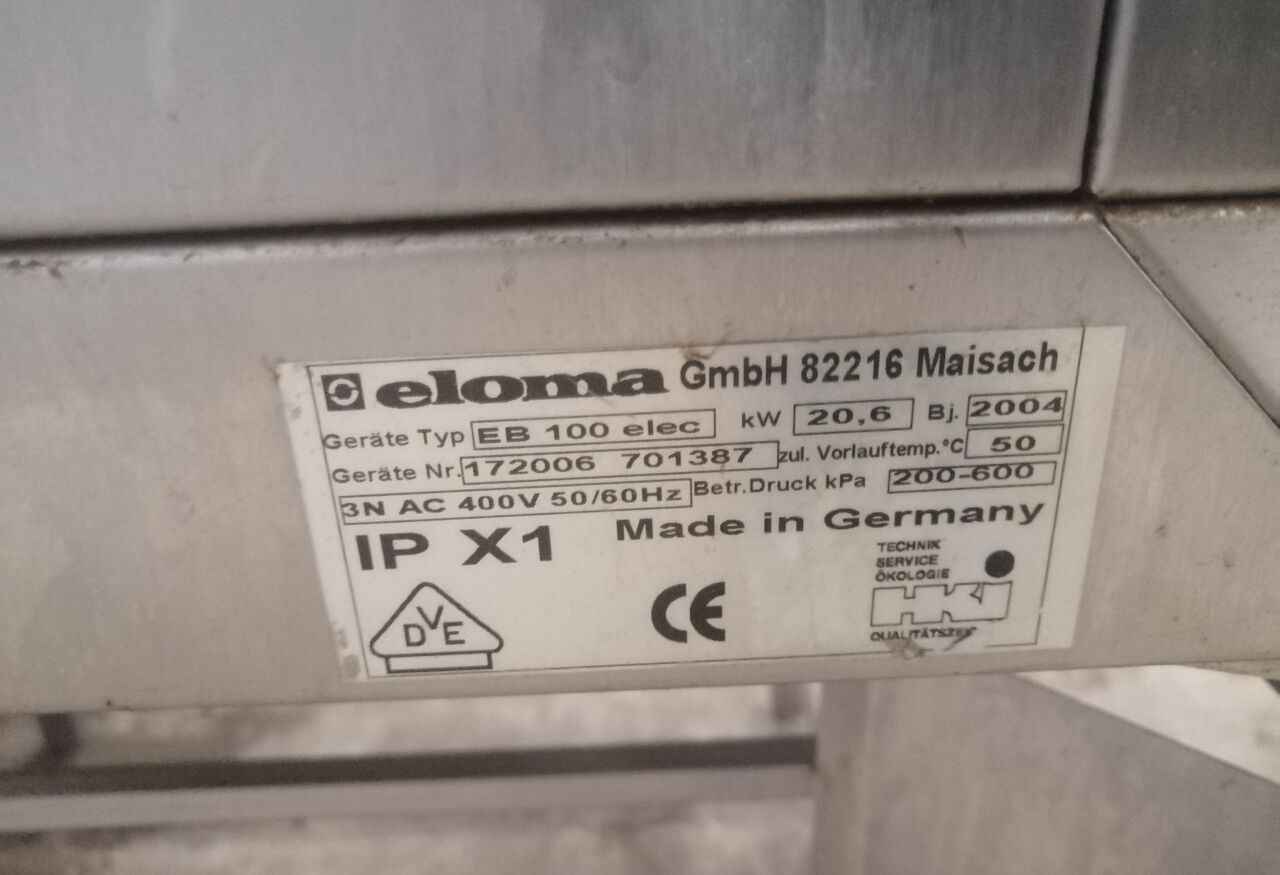 eloma GmbH 82216 Maisach
Geräte Typ EB 100 elec kW 20,6 Bj. 2004
Geräte Nr. 172006 701387 zul. Vorlauftemp.°C 50
3N AC 400V 50/60Hz Betr.Druck kPa 200-600
IP X1 Made in Germany
TECHNIK
SERVICE
ÖKOLOGIE
HKI
DVE
CE